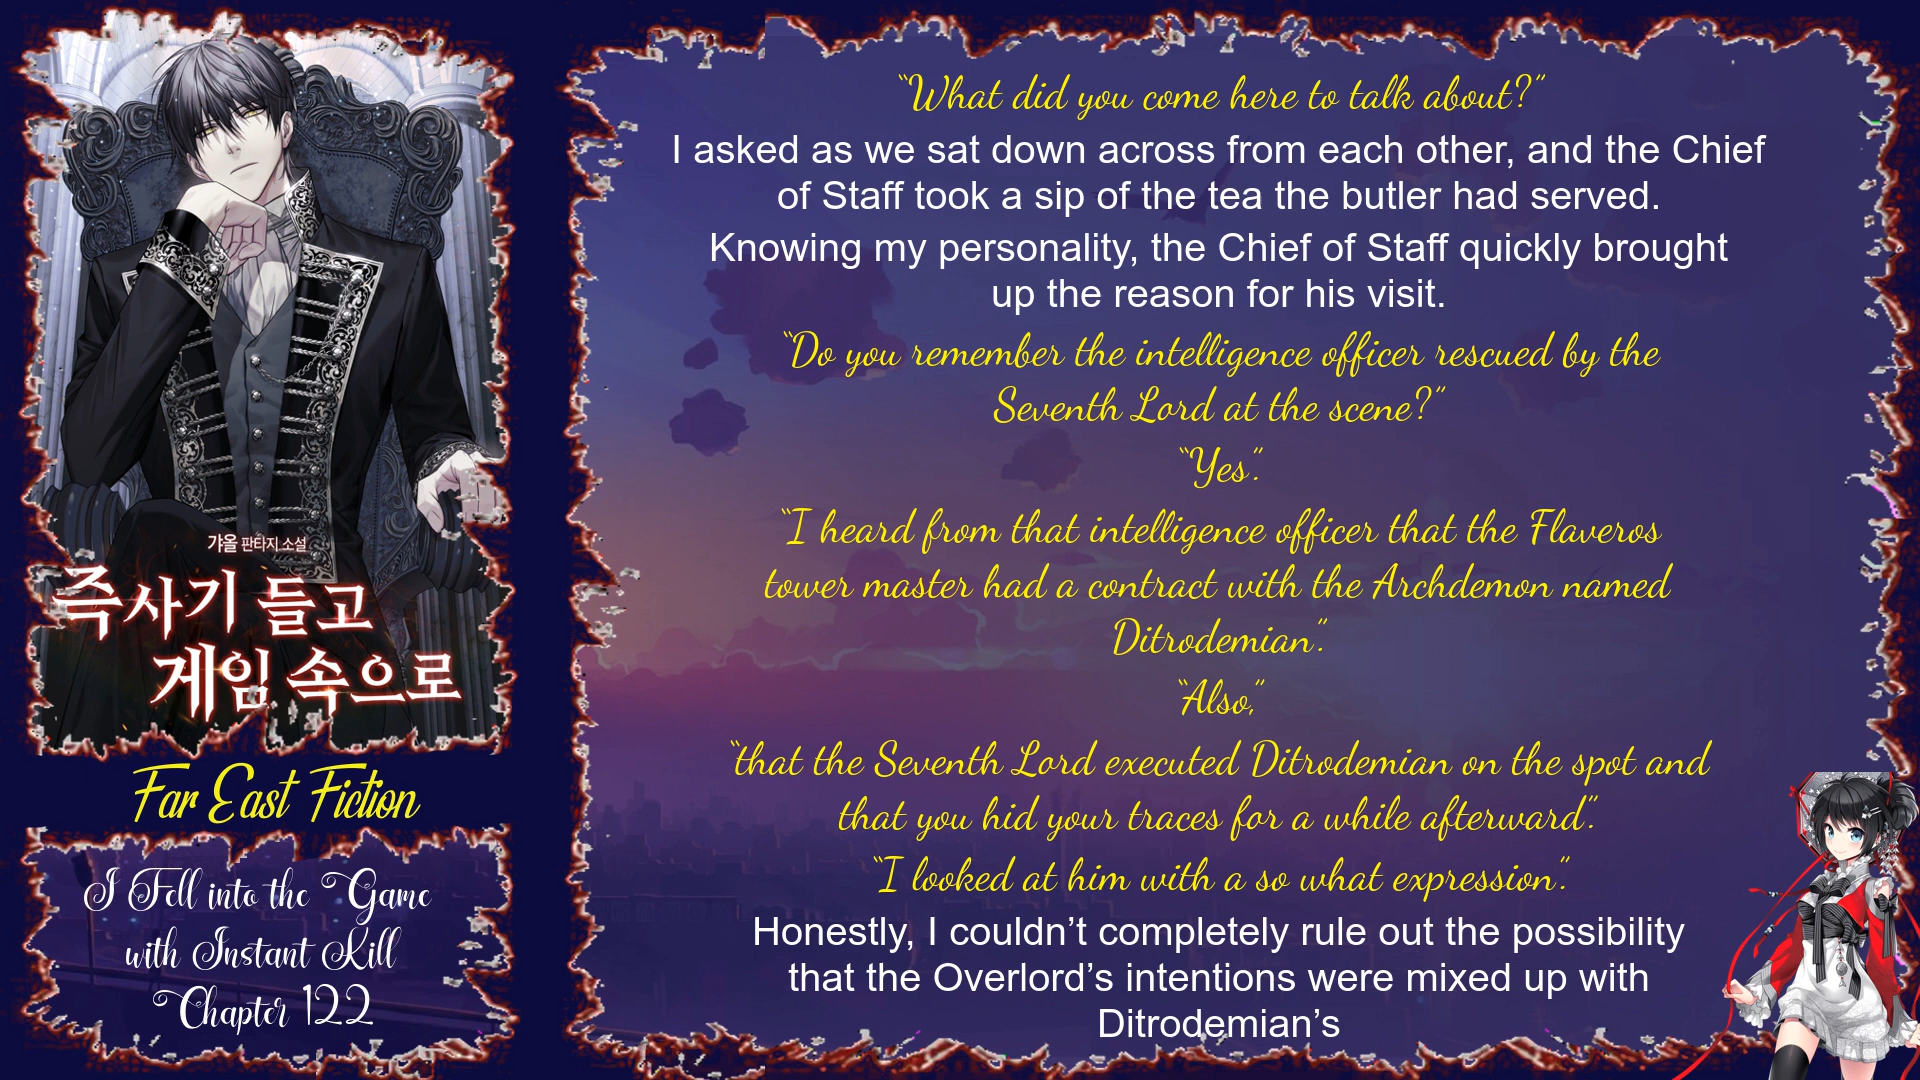 갸올 판타지 소설
즉사기 들고
게임 속으로
Far East Fiction
I Fell into the Game
with Instant Kill
Chapter 122
“What did you come here to talk about?”
I asked as we sat down across from each other, and the Chief
of Staff took a sip of the tea the butler had served.
Knowing my personality, the Chief of Staff quickly brought
up the reason for his visit.
“Do you remember the intelligence officer rescued by the
Seventh Lord at the scene?”
“Yes”.
“I heard from that intelligence officer that the Flaveros
tower master had a contract with the Archdemon named
Ditrodemian”.
“Also,”
“that the Seventh Lord executed Ditrodemian on the spot and
that you hid your traces for a while afterward”.
“I looked at him with a so what expression”.
Honestly, I couldn’t completely rule out the possibility
that the Overlord’s intentions were mixed up with
Ditrodemian’s